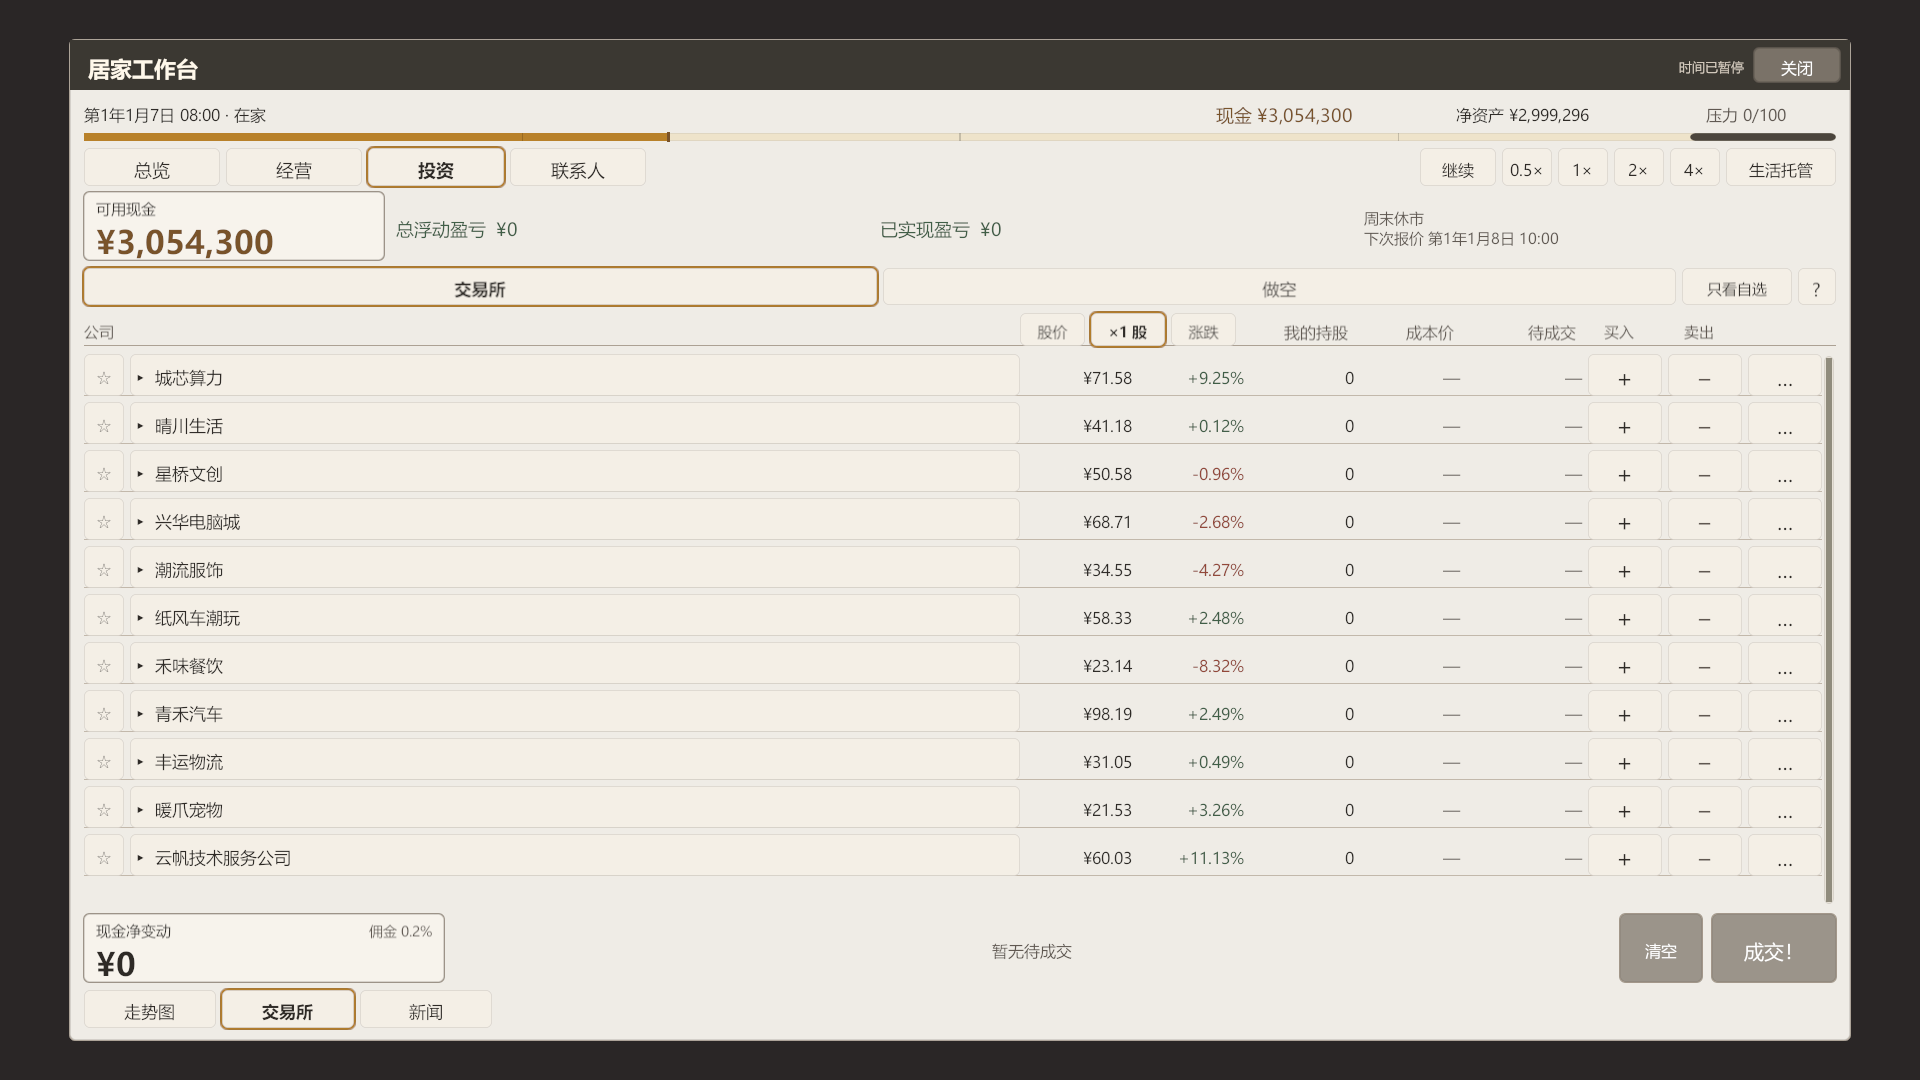 居家工作台
时间已暂停 关闭
第1年1月7日 08:00 · 在家 现金 ¥3,054,300 净资产 ¥2,999,296 压力 0/100
总览 经营 投资 联系人 继续 0.5× 1× 2× 4× 生活托管
可用现金
¥3,054,300
总浮动盈亏 ¥0 已实现盈亏 ¥0
周末休市
下次报价 第1年1月8日 10:00
交易所 做空 只看自选 ?
公司 股价 ×1 股 涨跌 我的持股 成本价 待成交 买入 卖出
☆ ▸ 城芯算力 ¥71.58 +9.25% 0 — — + − ...
☆ ▸ 晴川生活 ¥41.18 +0.12% 0 — — + − ...
☆ ▸ 星桥文创 ¥50.58 -0.96% 0 — — + − ...
☆ ▸ 兴华电脑城 ¥68.71 -2.68% 0 — — + − ...
☆ ▸ 潮流服饰 ¥34.55 -4.27% 0 — — + − ...
☆ ▸ 纸风车潮玩 ¥58.33 +2.48% 0 — — + − ...
☆ ▸ 禾味餐饮 ¥23.14 -8.32% 0 — — + − ...
☆ ▸ 青禾汽车 ¥98.19 +2.49% 0 — — + − ...
☆ ▸ 丰运物流 ¥31.05 +0.49% 0 — — + − ...
☆ ▸ 暖爪宠物 ¥21.53 +3.26% 0 — — + − ...
☆ ▸ 云帆技术服务公司 ¥60.03 +11.13% 0 — — + − ...
现金净变动 佣金 0.2%
¥0
暂无待成交
清空 成交！
走势图 交易所 新闻